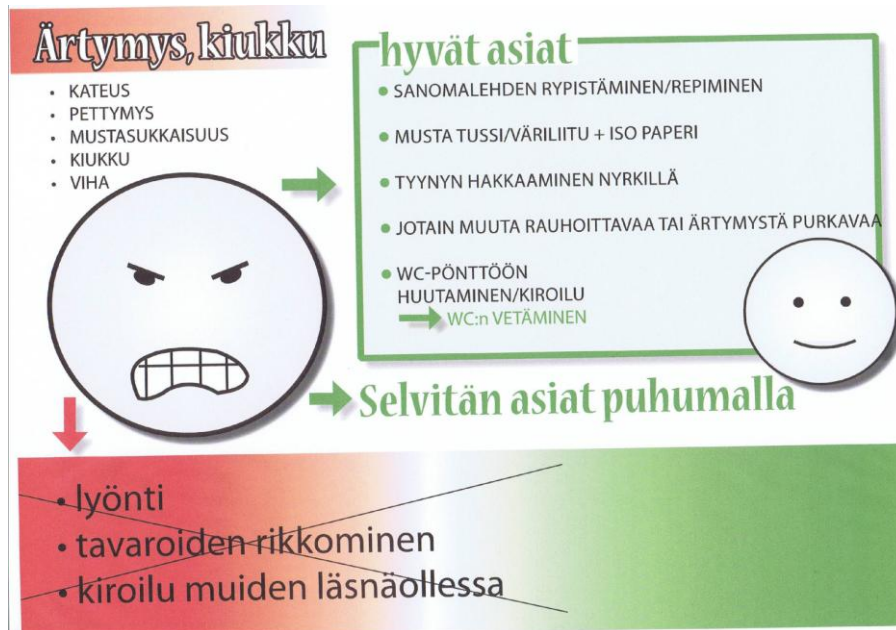 Ärtymys, kiukku
• KATEUS
• PETTYMYS
• MUSTASUKKAISUUS
• KIUKKU
• VIHA
hyvät asiat
• SANOMALEHDEN RYPISTÄMINEN/REPIMINEN
• MUSTA TUSSI/VÄRILIITU + ISO PAPERI
• TYYNYN HAKKAAMINEN NYRKILLÄ
• JOTAIN MUUTA RAUHOITTAVAA TAI ÄRTYMYSTÄ PURKAVAA
• WC-PÖNTTÖÖN
HUUTAMINEN/KIROILU
WC:n VETÄMINEN
Selvitän asiat puhumalla
• lyönti
• tavaroiden rikkominen
• kiroilu muiden läsnäollessa